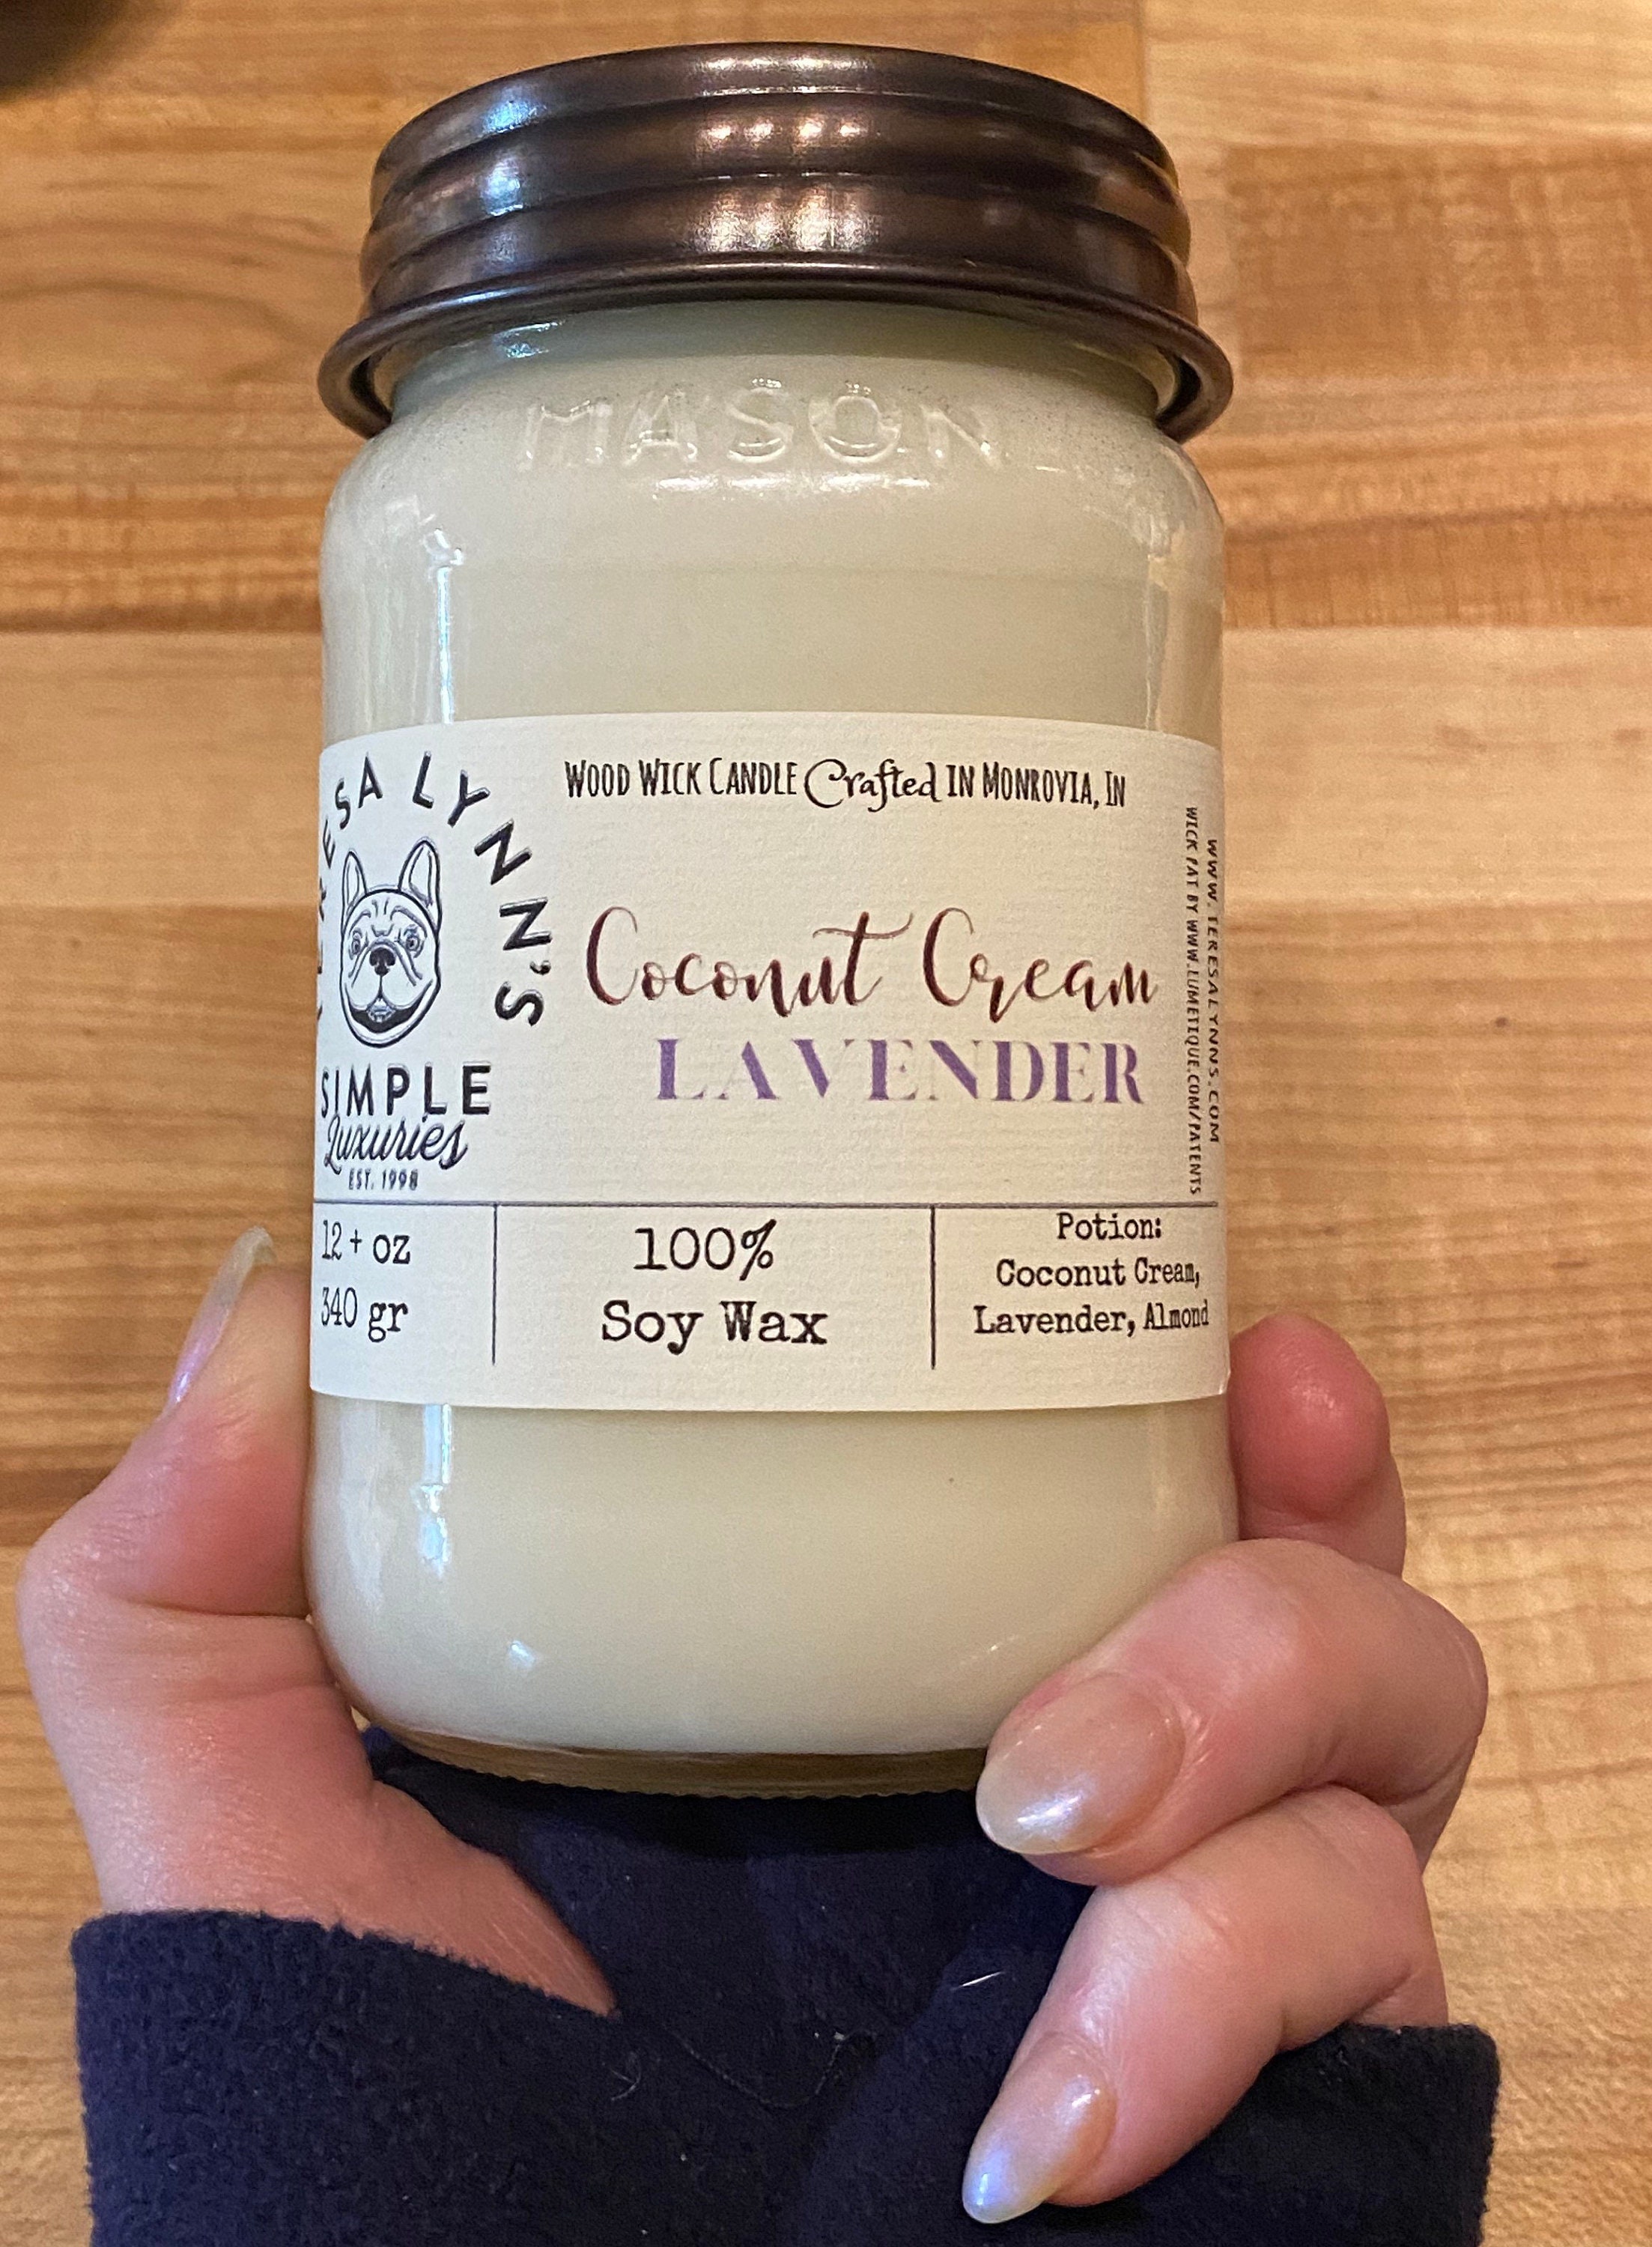 MASON
TERESA LYNN'S
SIMPLE
Luxuries
EST. 1998
WOOD WICK CANDLE Crafted IN MONROVIA, IN
Coconut Cream
LAVENDER
WWW.TERESALYNNS.COM
WICK PAT BY WWW.LUMETIQUE.COM/PATENTS
12 + oz
340 gr
100%
Soy Wax
Potion:
Coconut Cream,
Lavender, Almond